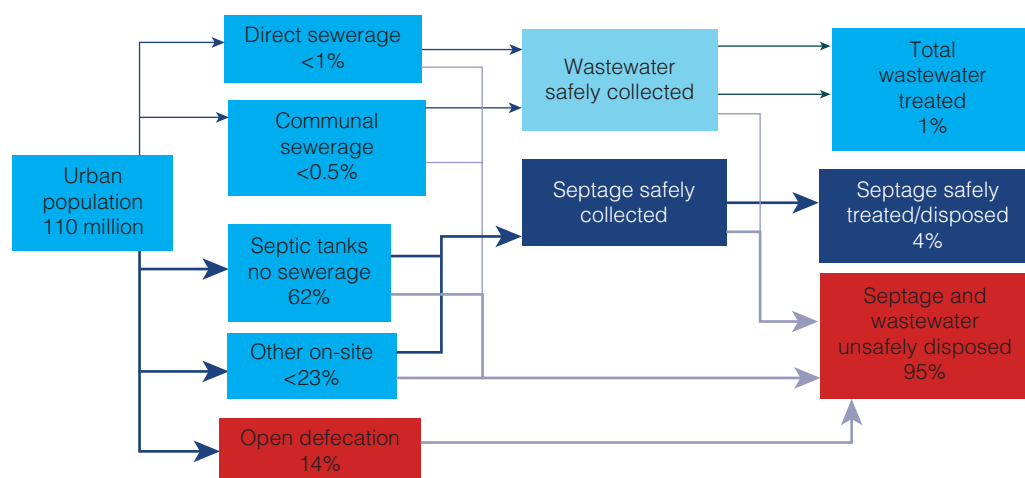 Urban
population
110 million
Direct sewerage
<1%
Communal
sewerage
<0.5%
Septic tanks
no sewerage
62%
Other on-site
<23%
Open defecation
14%
Wastewater
safely collected
Septage safely
collected
Total
wastewater
treated
1%
Septage safely
treated/disposed
4%
Septage and
wastewater
unsafely disposed
95%